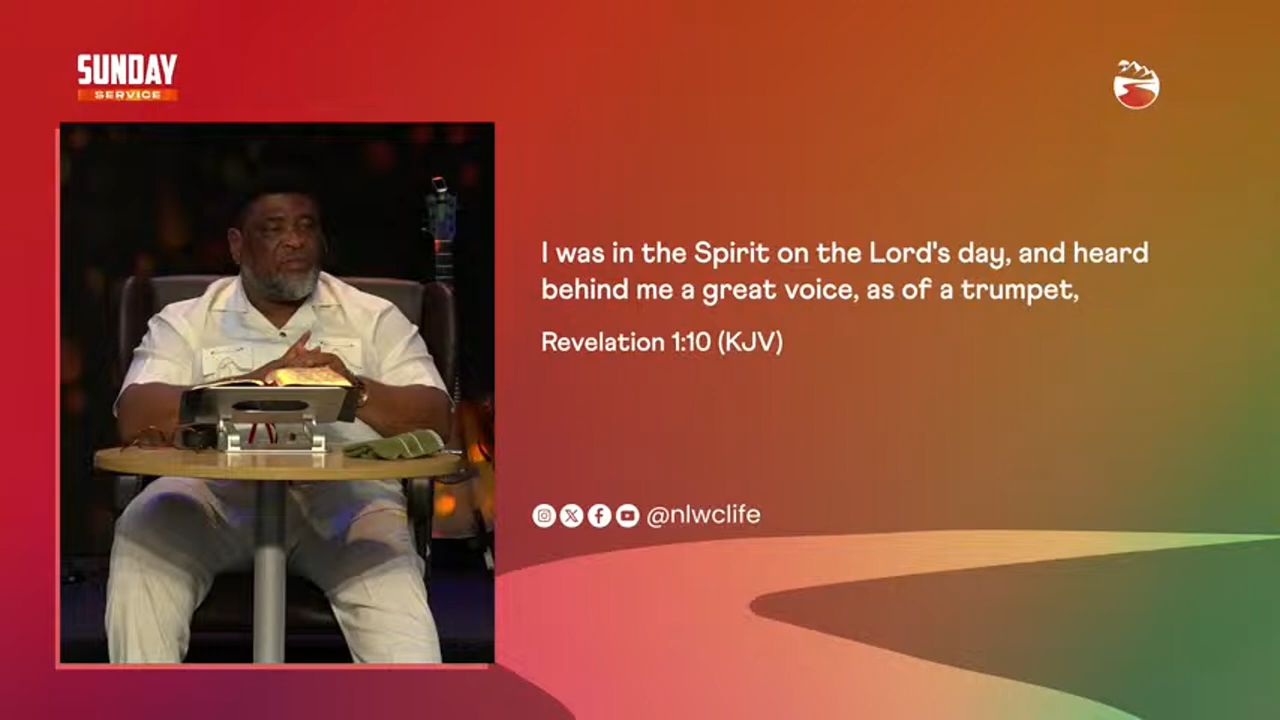 SUNDAY
SERVICE
I was in the Spirit on the Lord's day, and heard
behind me a great voice, as of a trumpet,
Revelation 1:10 (KJV)
@nlwclife